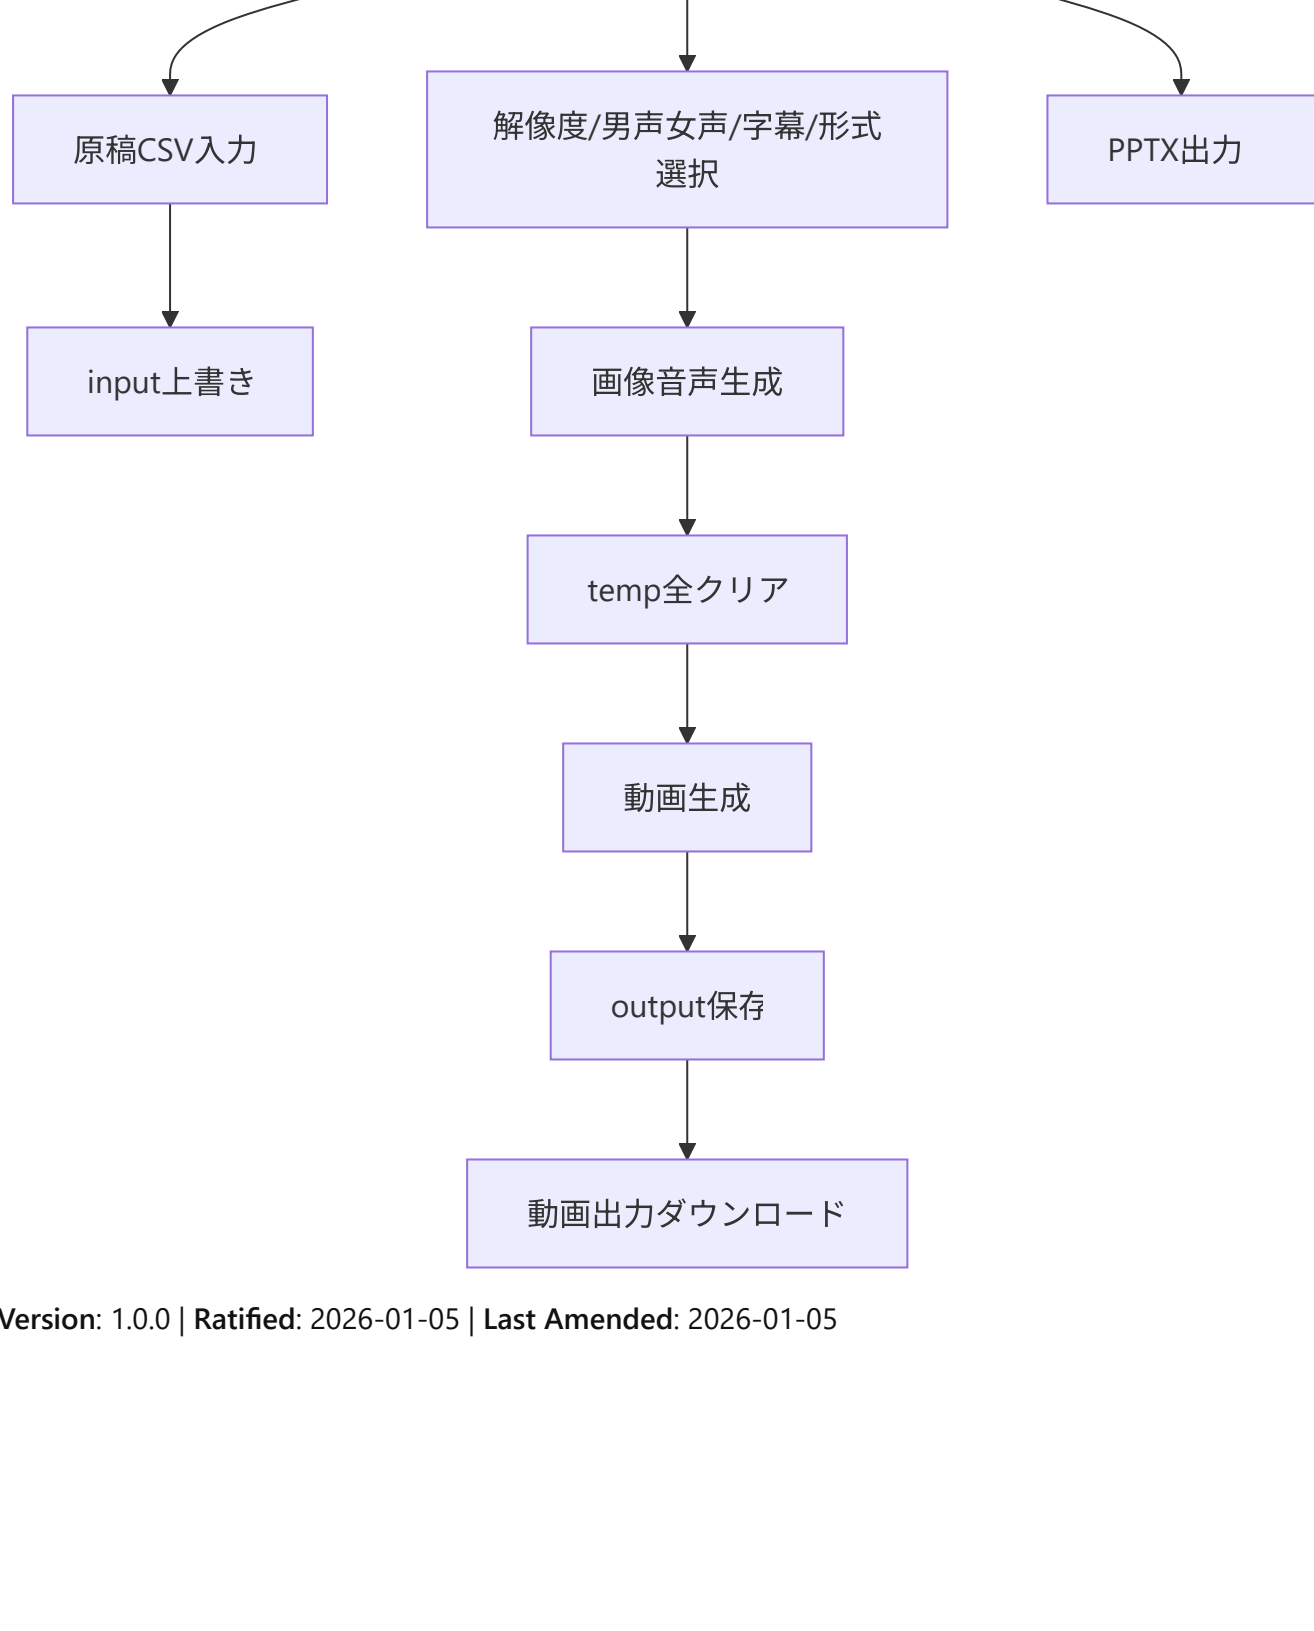 原稿CSV入力
解像度/男声女声/字幕/形式
選択
PPTX出力
input上書き
画像音声生成
temp全クリア
動画生成
output保存
動画出力ダウンロード
Version: 1.0.0 | Ratified: 2026-01-05 | Last Amended: 2026-01-05